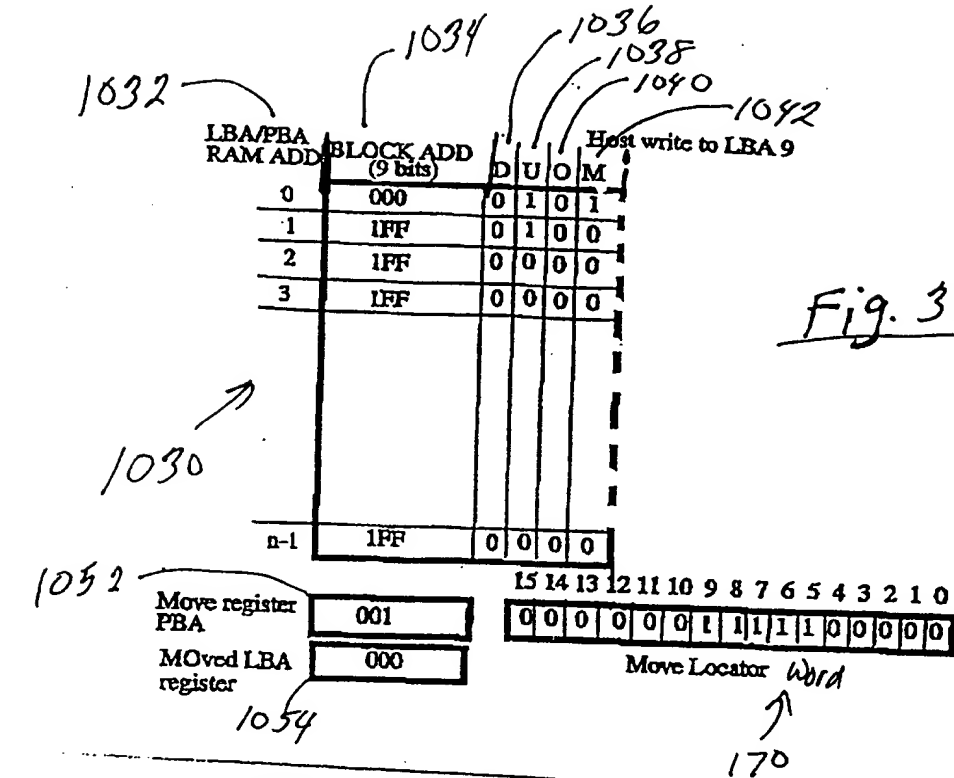 1036
1034
1038
1032
1040
1042
LBA/PBA RAM ADD
BLOCK ADD (9 bits)
D U O M
Host write to LBA 9
0 000 0 1 0 1
1 1FF 0 1 0 0
2 1FF 0 0 0 0
3 1FF 0 0 0 0
Fig. 3
1030
n-1 1FF 0 0 0 0
1052
15 14 13 12 11 10 9 8 7 6 5 4 3 2 1 0
Move register PBA
001
0 0 0 0 0 0 1 1 1 1 1 0 0 0 0 0
MOved LBA register
000
Move Locator Word
1054
170